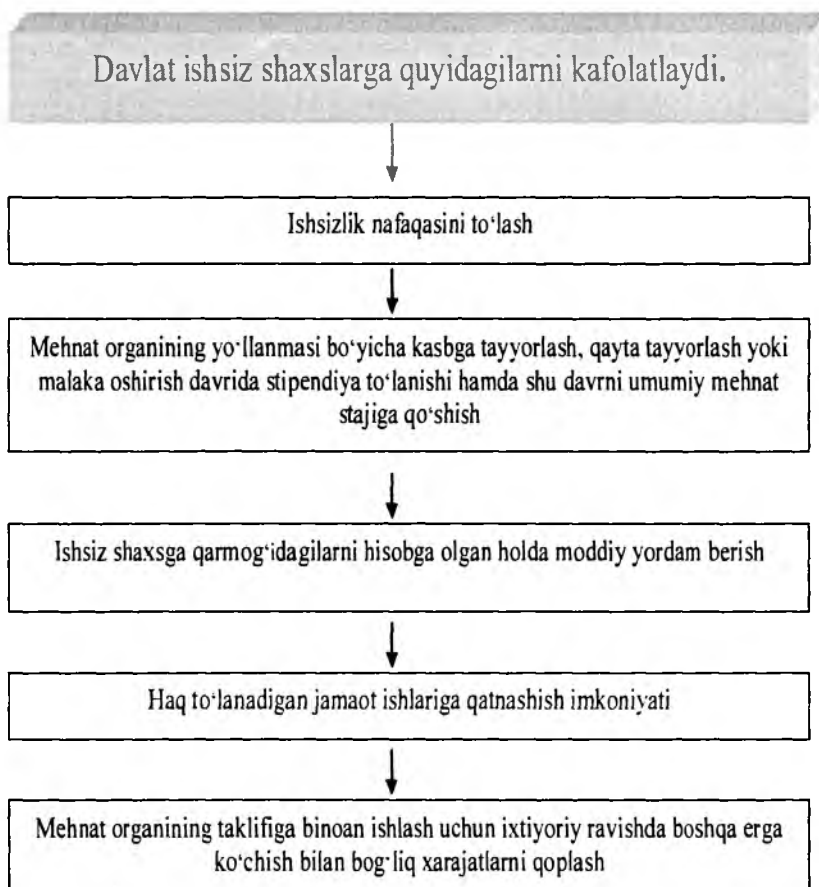 Davlat ishsiz shaxslarga quyidagilarni kafolatlaydi.
Ishsizlik nafaqasini to‘lash
Mehnat organining yo·llanmasi bo‘yicha kasbga tayyorlash, qayta tayyorlash yoki
malaka oshirish davrida stipendiya to‘lanishi hamda shu davrni umumiy mehnat
stajiga qo‘shish
Ishsiz shaxsga qarmog‘idagilarni hisobga olgan holda moddiy yordam berish
Haq to‘lanadigan jamaot ishlariga qatnashish imkoniyati
Mehnat organining taklifiga binoan ishlash uchun ixtiyoriy ravishda boshqa erga
ko‘chish bilan bog·liq xarajatlarni qoplash